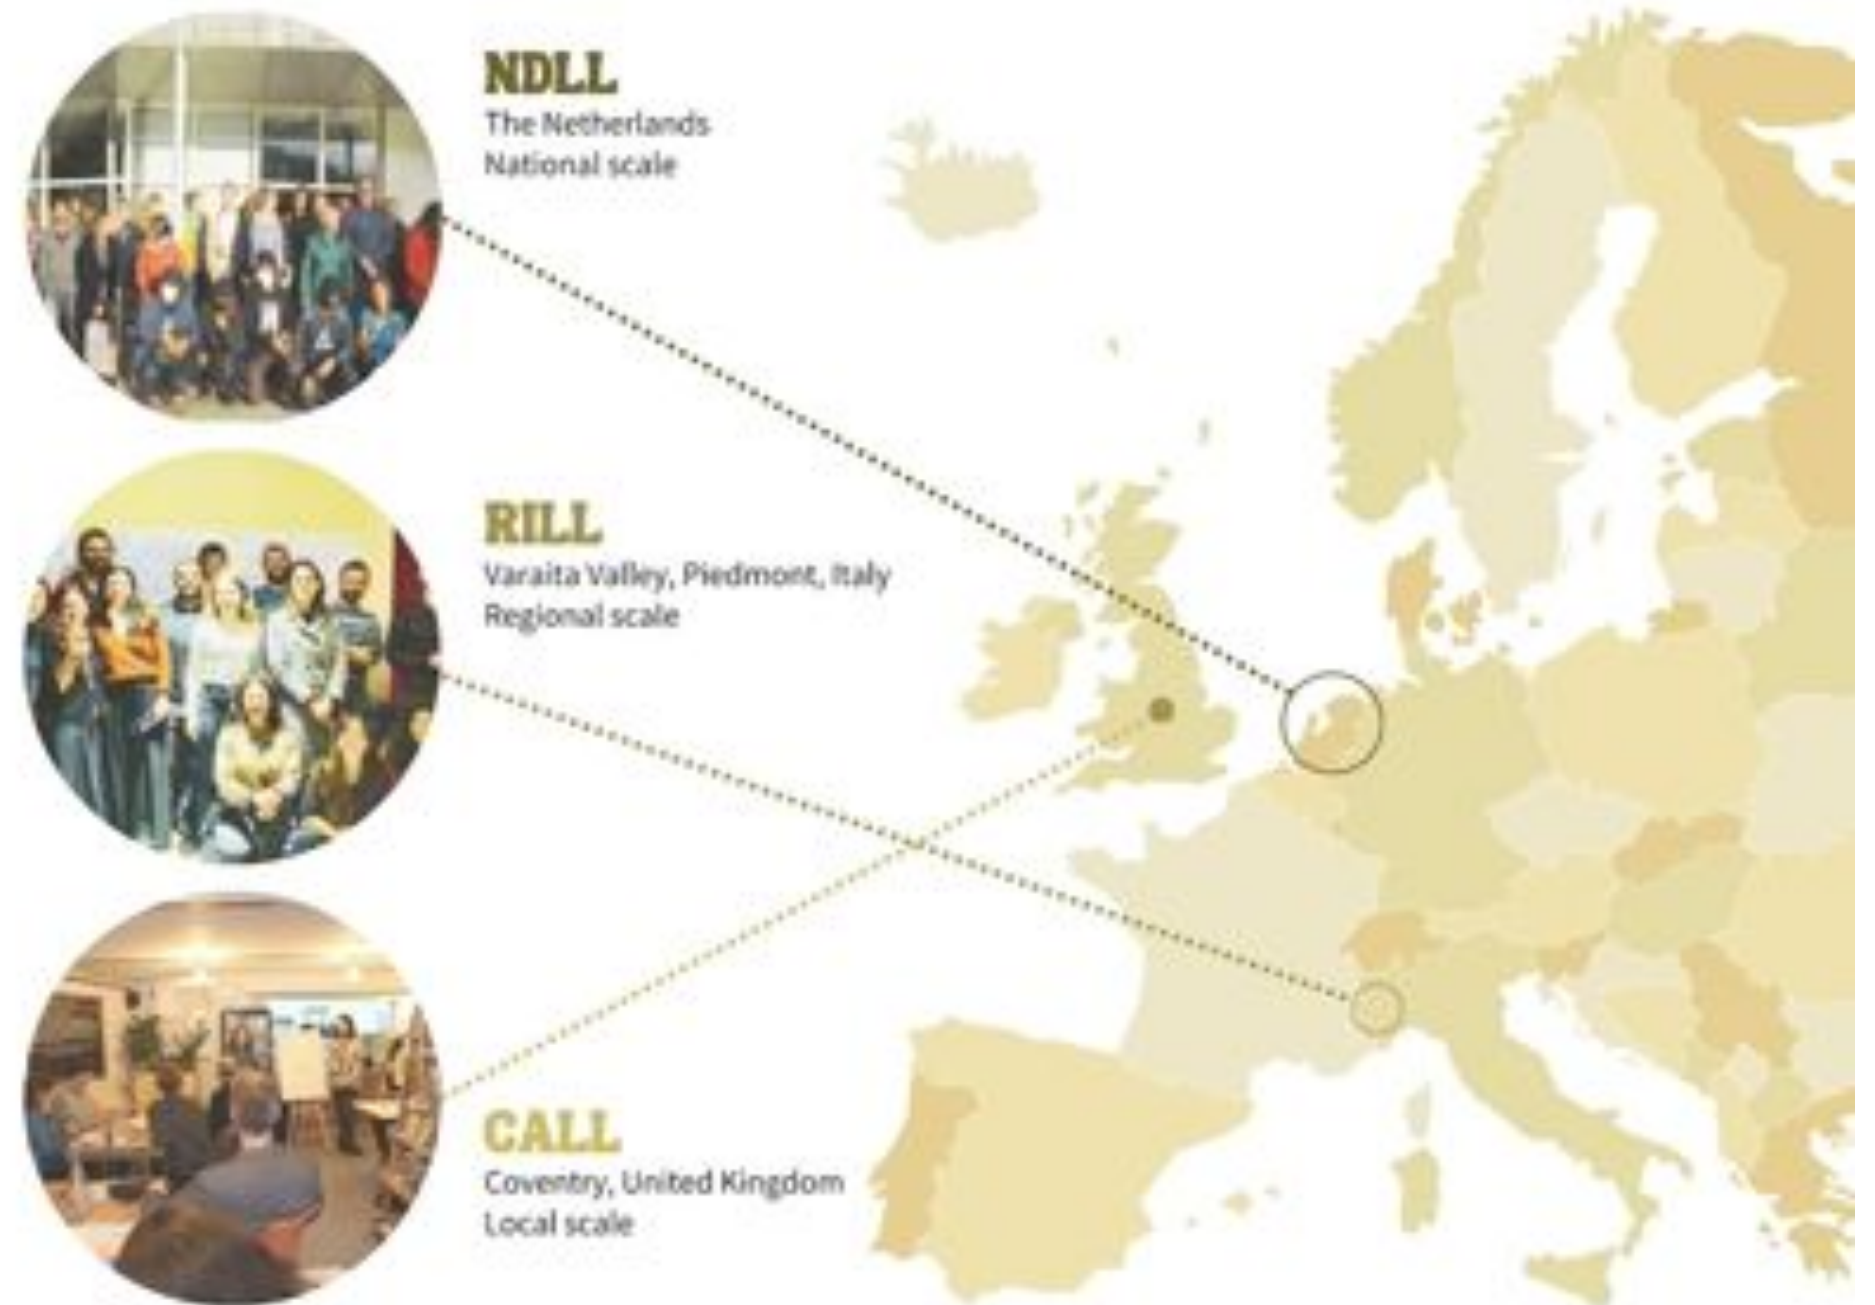 NDLL
The Netherlands
National scale
RILL
Varaita Valley, Piedmont, Italy
Regional scale
CALL
Coventry, United Kingdom
Local scale